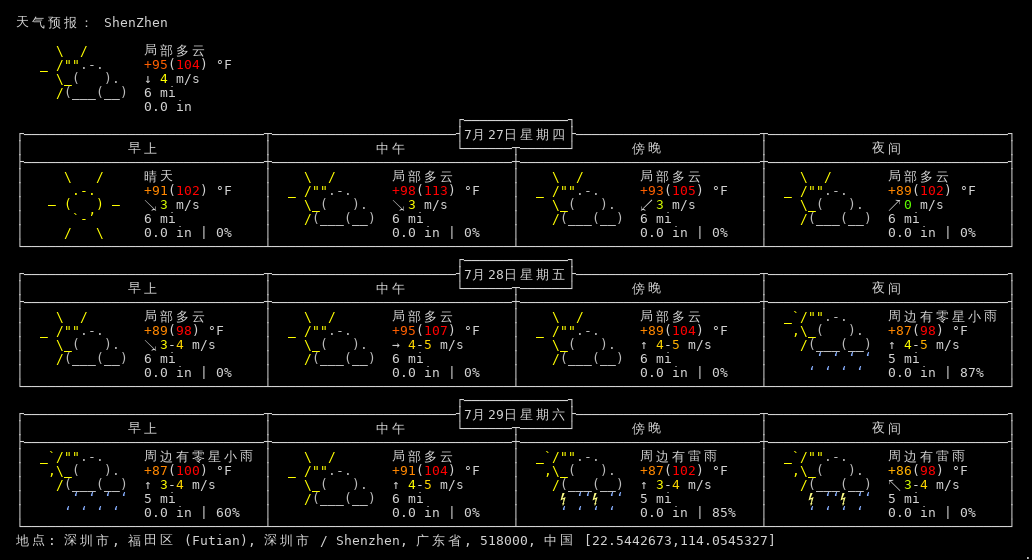 天气预报： ShenZhen
局部多云
+95(104) °F
↓ 4 m/s
6 mi
0.0 in
7月27日星期四
早上 中午 傍晚 夜间
晴天 局部多云 局部多云 局部多云
+91(102) °F +98(113) °F +93(105) °F +89(102) °F
↘ 3 m/s ↘ 3 m/s ↙ 3 m/s ↗ 0 m/s
6 mi 6 mi 6 mi 6 mi
0.0 in | 0% 0.0 in | 0% 0.0 in | 0% 0.0 in | 0%
7月28日星期五
早上 中午 傍晚 夜间
局部多云 局部多云 局部多云 周边有零星小雨
+89(98) °F +95(107) °F +89(104) °F +87(98) °F
↘ 3-4 m/s → 4-5 m/s ↑ 4-5 m/s ↑ 4-5 m/s
6 mi 6 mi 6 mi 5 mi
0.0 in | 0% 0.0 in | 0% 0.0 in | 0% 0.0 in | 87%
7月29日星期六
早上 中午 傍晚 夜间
周边有零星小雨 局部多云 周边有雷雨 周边有雷雨
+87(100) °F +91(104) °F +87(102) °F +86(98) °F
↑ 3-4 m/s ↑ 4-5 m/s ↑ 3-4 m/s ↖ 3-4 m/s
5 mi 6 mi 5 mi 5 mi
0.0 in | 60% 0.0 in | 0% 0.0 in | 85% 0.0 in | 0%
地点: 深圳市, 福田区 (Futian), 深圳市 / Shenzhen, 广东省, 518000, 中国 [22.5442673,114.0545327]